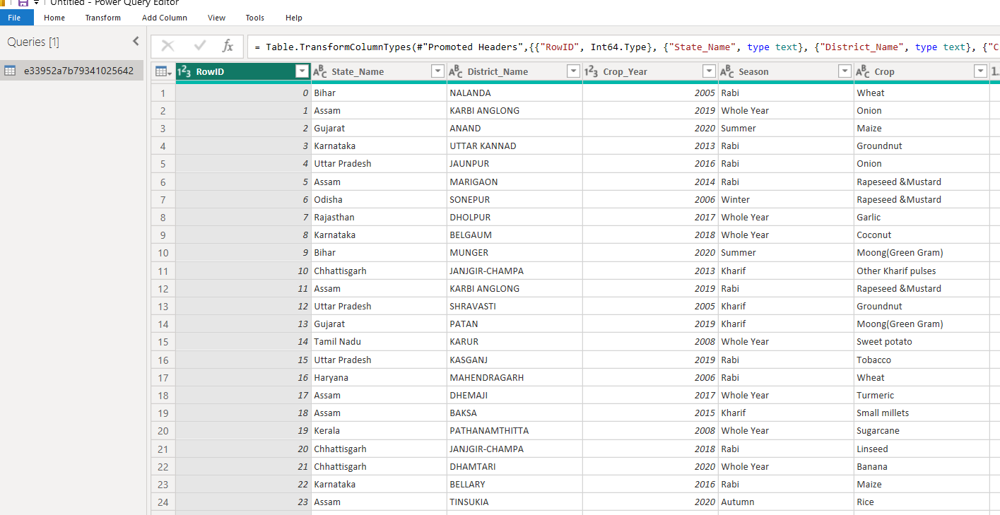 Untitled - Power Query Editor
File Home Transform Add Column View Tools Help
Queries [1]
e33952a7b79341025642
fx = Table.TransformColumnTypes(#"Promoted Headers",{{"RowID", Int64.Type}, {"State_Name", type text}, {"District_Name", type text}, {"C
123 RowID ABC State_Name ABC District_Name 123 Crop_Year ABC Season ABC Crop 1
1 0 Bihar NALANDA 2005 Rabi Wheat
2 1 Assam KARBI ANGLONG 2019 Whole Year Onion
3 2 Gujarat ANAND 2020 Summer Maize
4 3 Karnataka UTTAR KANNAD 2013 Rabi Groundnut
5 4 Uttar Pradesh JAUNPUR 2016 Rabi Onion
6 5 Assam MARIGAON 2014 Rabi Rapeseed &Mustard
7 6 Odisha SONEPUR 2006 Winter Rapeseed &Mustard
8 7 Rajasthan DHOLPUR 2017 Whole Year Garlic
9 8 Karnataka BELGAUM 2018 Whole Year Coconut
10 9 Bihar MUNGER 2020 Summer Moong(Green Gram)
11 10 Chhattisgarh JANJGIR-CHAMPA 2013 Kharif Other Kharif pulses
12 11 Assam KARBI ANGLONG 2019 Rabi Rapeseed &Mustard
13 12 Uttar Pradesh SHRAVASTI 2005 Kharif Groundnut
14 13 Gujarat PATAN 2019 Kharif Moong(Green Gram)
15 14 Tamil Nadu KARUR 2008 Whole Year Sweet potato
16 15 Uttar Pradesh KASGANJ 2019 Rabi Tobacco
17 16 Haryana MAHENDRAGARH 2006 Rabi Wheat
18 17 Assam DHEMAJI 2017 Whole Year Turmeric
19 18 Assam BAKSA 2015 Kharif Small millets
20 19 Kerala PATHANAMTHITTA 2008 Whole Year Sugarcane
21 20 Chhattisgarh JANJGIR-CHAMPA 2018 Rabi Linseed
22 21 Chhattisgarh DHAMTARI 2020 Whole Year Banana
23 22 Karnataka BELLARY 2016 Rabi Maize
24 23 Assam TINSUKIA 2020 Autumn Rice